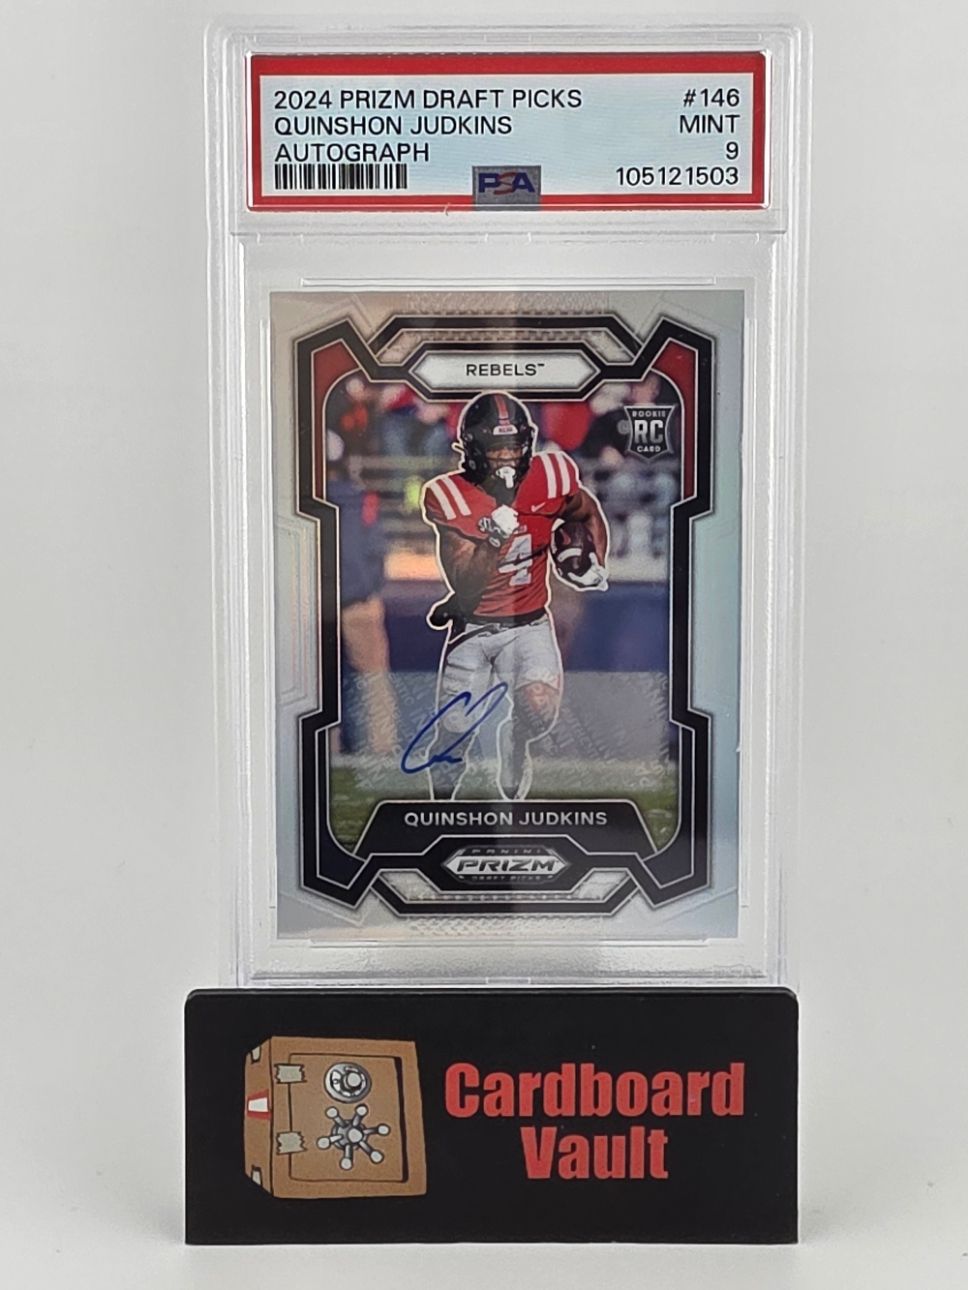 2024 PRIZM DRAFT PICKS #146
QUINSHON JUDKINS MINT
AUTOGRAPH 9
PSA 105121503
REBELS™
ROOKIE
RC
CARD
4
QUINSHON JUDKINS
PANINI
PRIZM
DRAFT PICKS
Cardboard
Vault